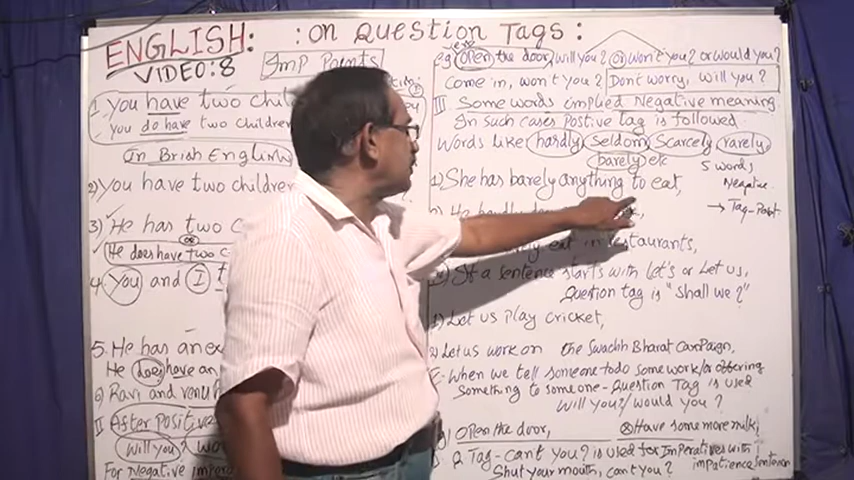 ENGLISH: : on Question Tags :
VIDEO:8 Imp Points
1. You have two
you do have two children
In Brish English
2) You have two children
3) He has two
or
He does have two
4. You and I
5. He has an
He does have an
6) Ravi and venu
II After Positive
will you?
For Negative
eg Open the door, will you? or won't you? or would you?
Come in, won't you? Don't worry, will you?
III. Some words implied Negative meaning
In such cases Postive tag is followed.
Words like hardly seldom scarcely rarely,
barely etc
5 words,
Negative
→ Tag-Posit
1) She has barely anything to eat,
eat in restaurants,
If a sentence starts with Let's or Let us,
Question tag is "Shall we?"
1) Let us play cricket,
2) Let us work on the Swachh Bharat Campaign,
When we tell someone to do some work/or offering
Something to someone - Question Tag is used
Will you?/ would you?
1) Open the door, Have some more milk,
2 Tag- can't you? is used for Imperatives with
impatience sentence
Shut your mouth, can't you?